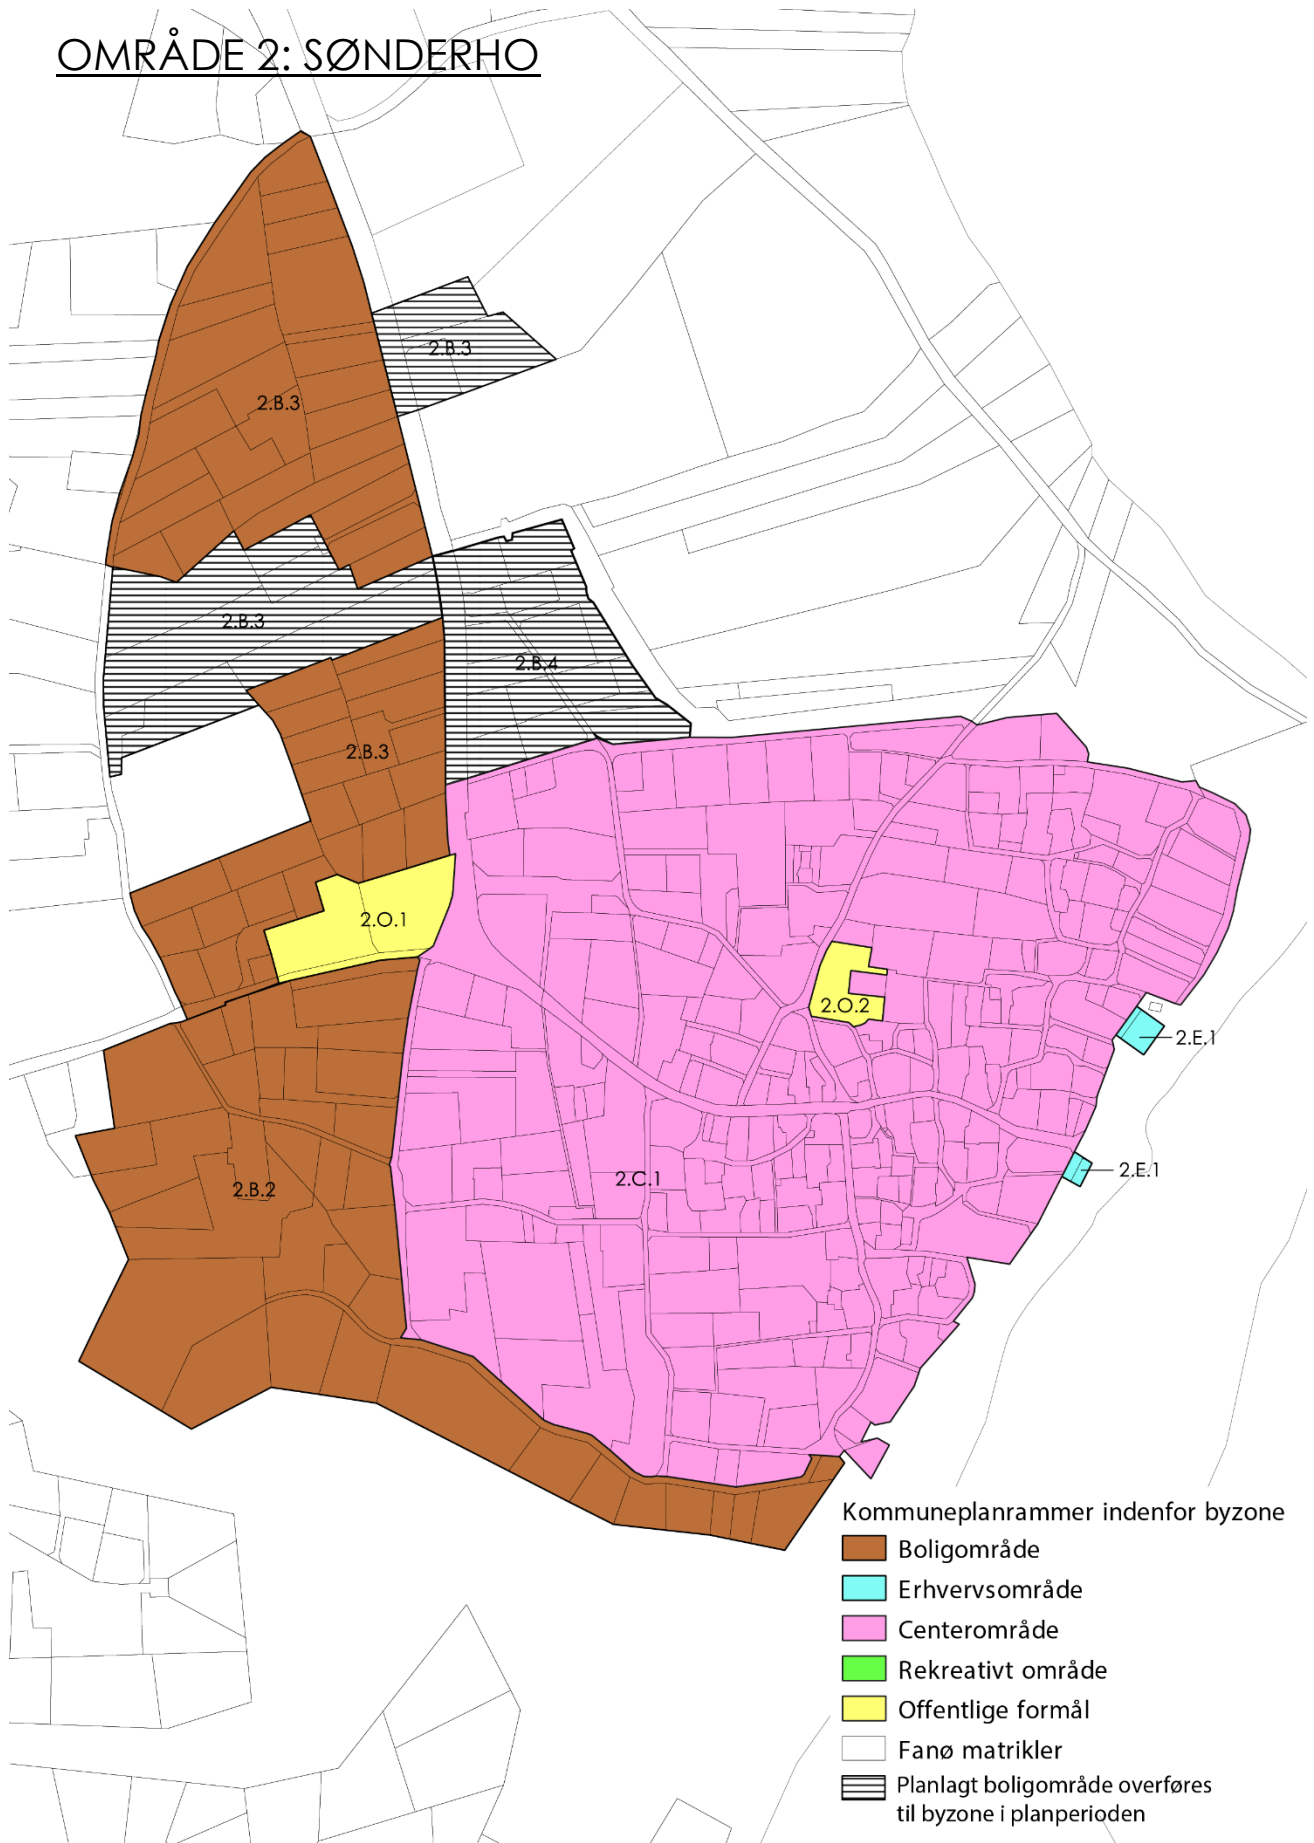 OMRÅDE 2: SØNDERHO
2.B.3
2.B.3
2.B.3
2.B.4
2.B.3
2.O.1
2.O.2
2.E.1
2.E.1
2.C.1
2.B.2
Kommuneplanrammer indenfor byzone
Boligområde
Erhvervsområde
Centerområde
Rekreativt område
Offentlige formål
Fanø matrikler
Planlagt boligområde overføres
til byzone i planperioden